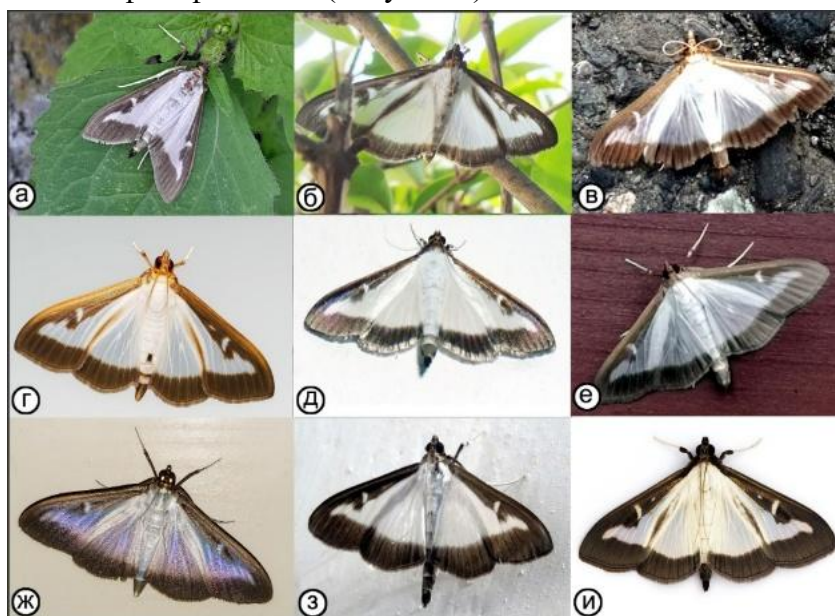 а б в
г д е
ж з и